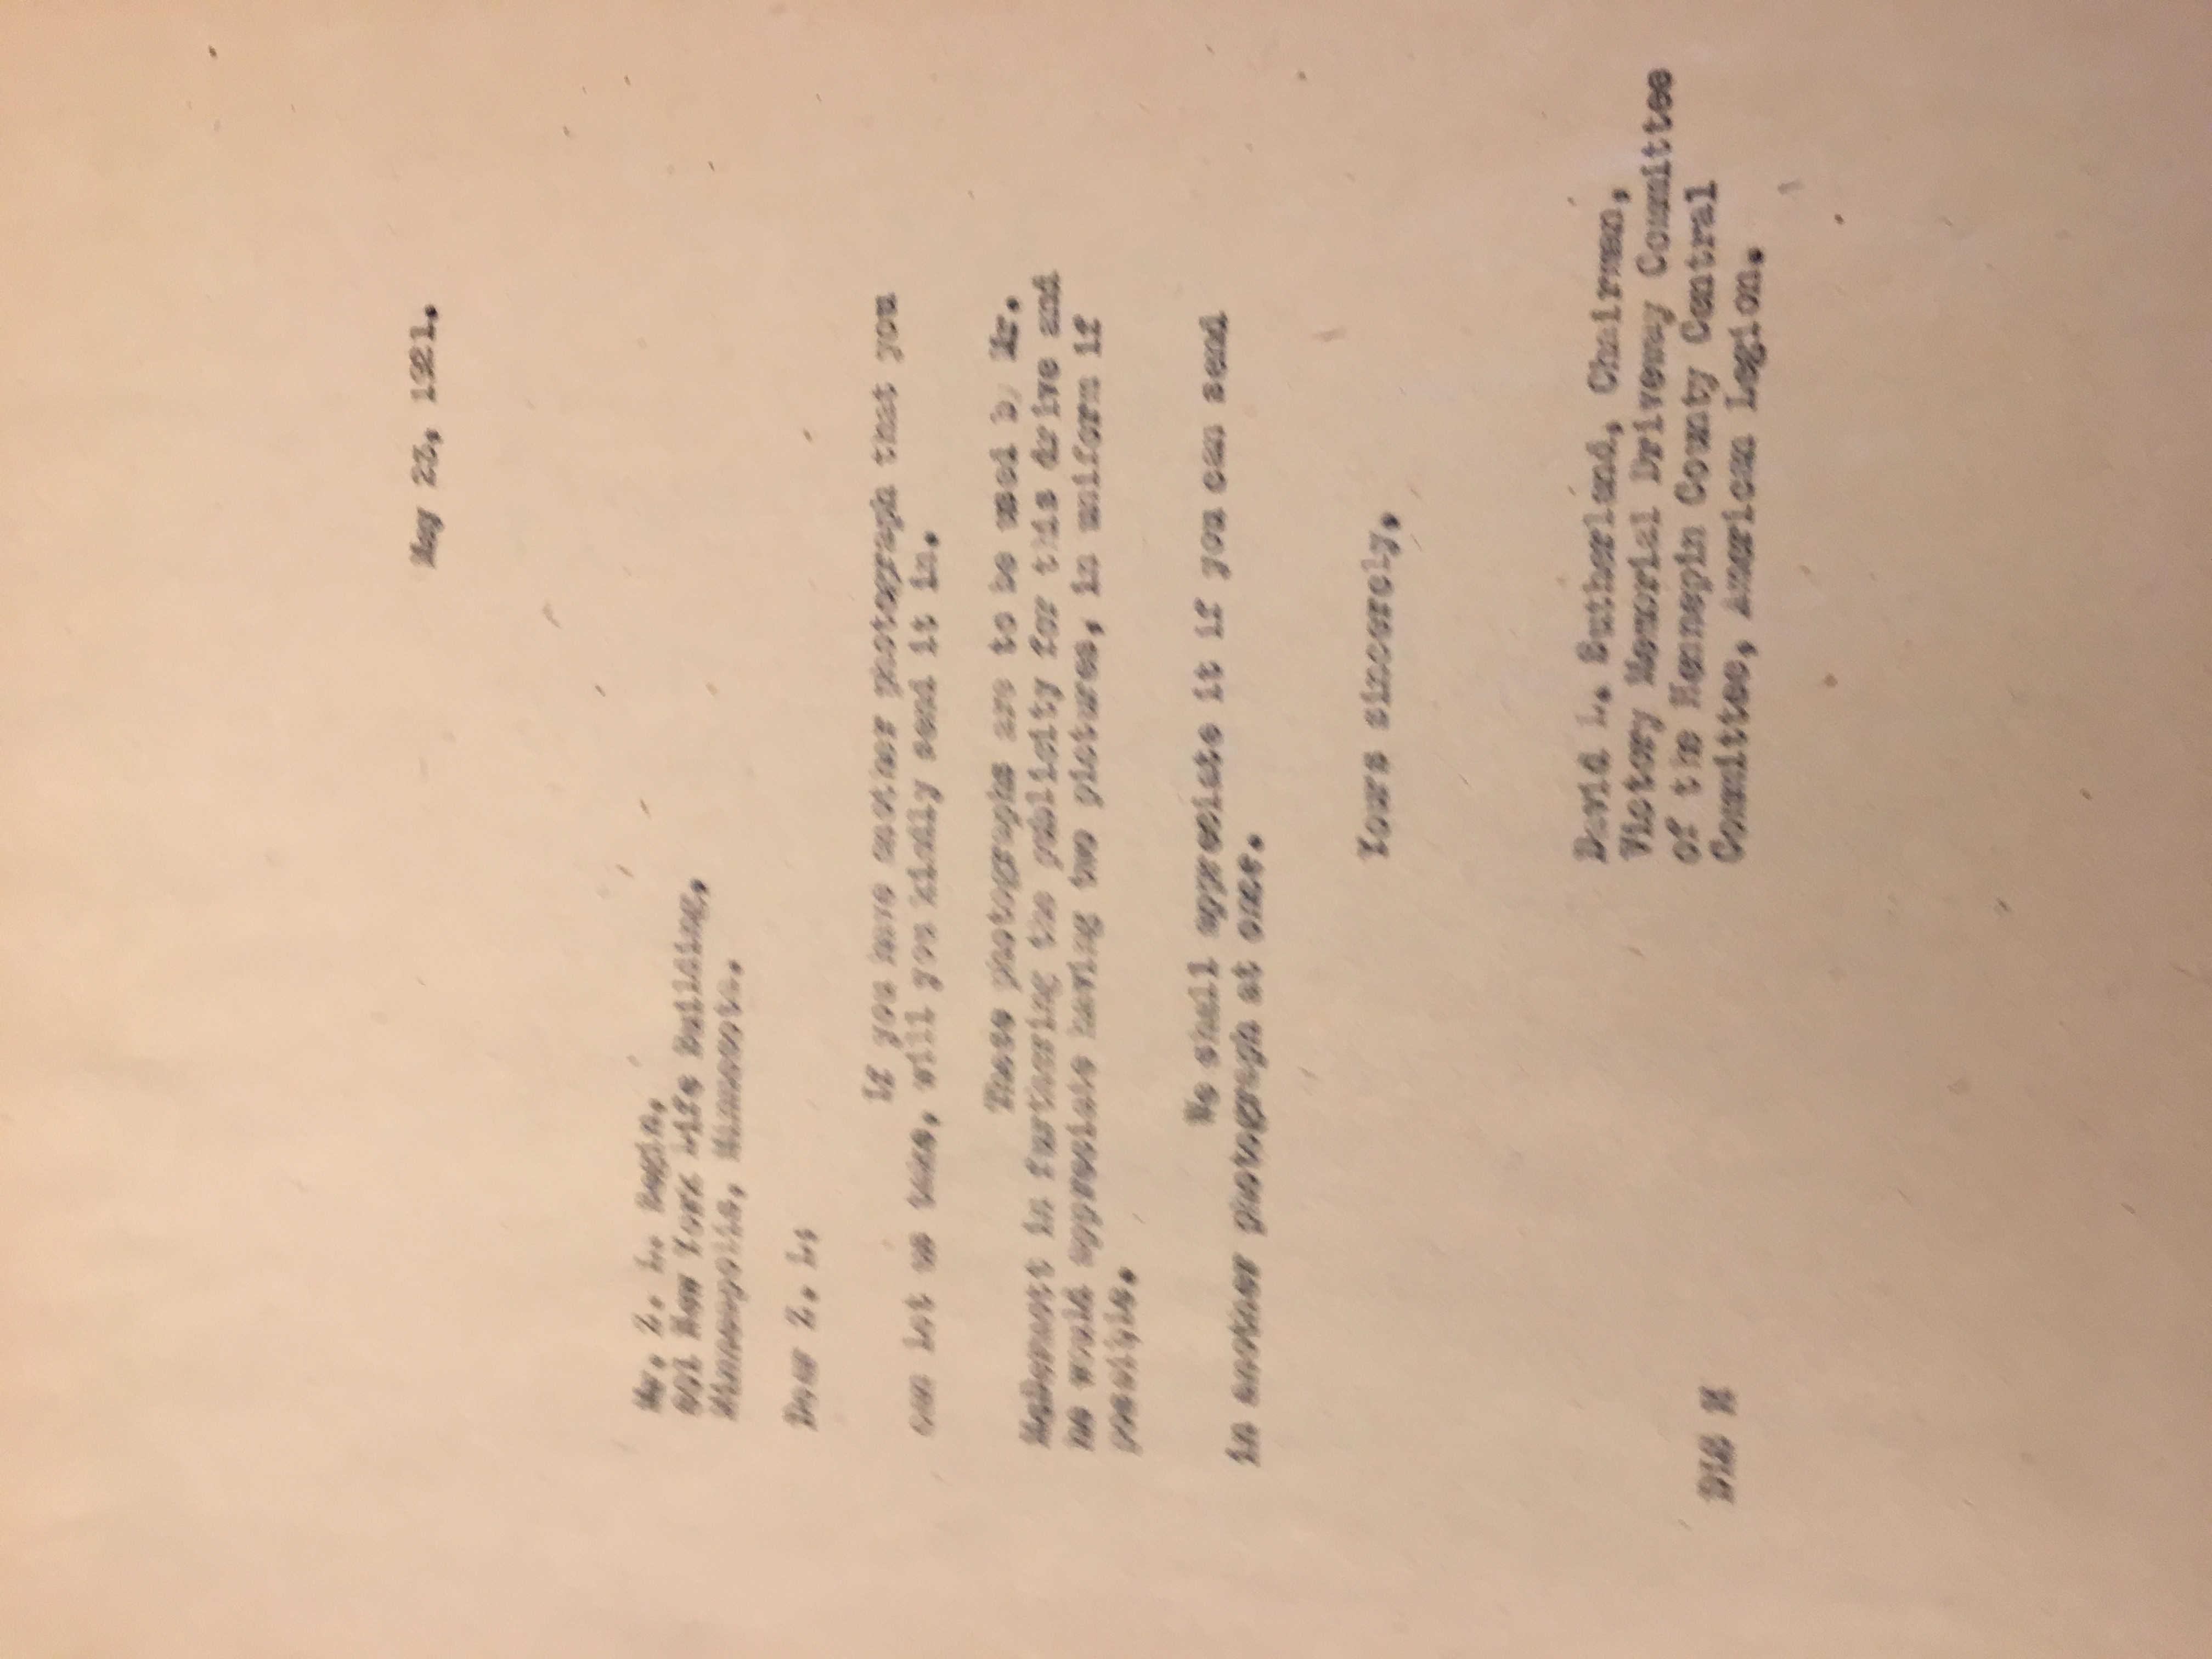 May 23, 1921.
Mr. Z. L. Begin,
601 New York Life Building,
Minneapolis, Minnesota.
Dear Z. L:
If you have another photograph that you
can let us take, will you kindly send it in.
These photographs are to be used by Mr.
McDermott in furthering the publicity for this drive and
he would appreciate having two pictures, in uniform if
possible.
We shall appreciate it if you can send
in another photograph at once.
Yours sincerely,
David L. Sutherland, Chairman,
Victory Memorial Driveway Committee
of the Hennepin County Central
Committee, American Legion.
DLS